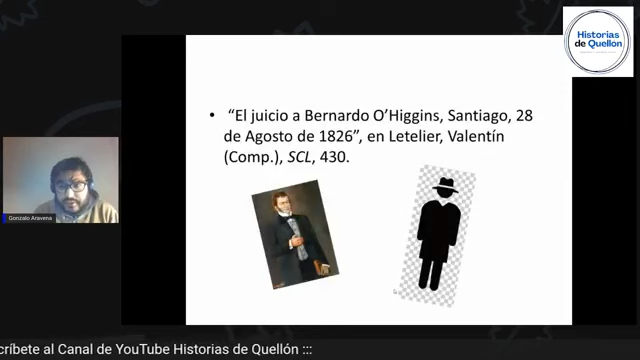 Historias
de Quellón
• “El juicio a Bernardo O’Higgins, Santiago, 28
de Agosto de 1826”, en Letelier, Valentín
(Comp.), SCL, 430.
Gonzalo Aravena
críbete al Canal de YouTube Historias de Quellón :::